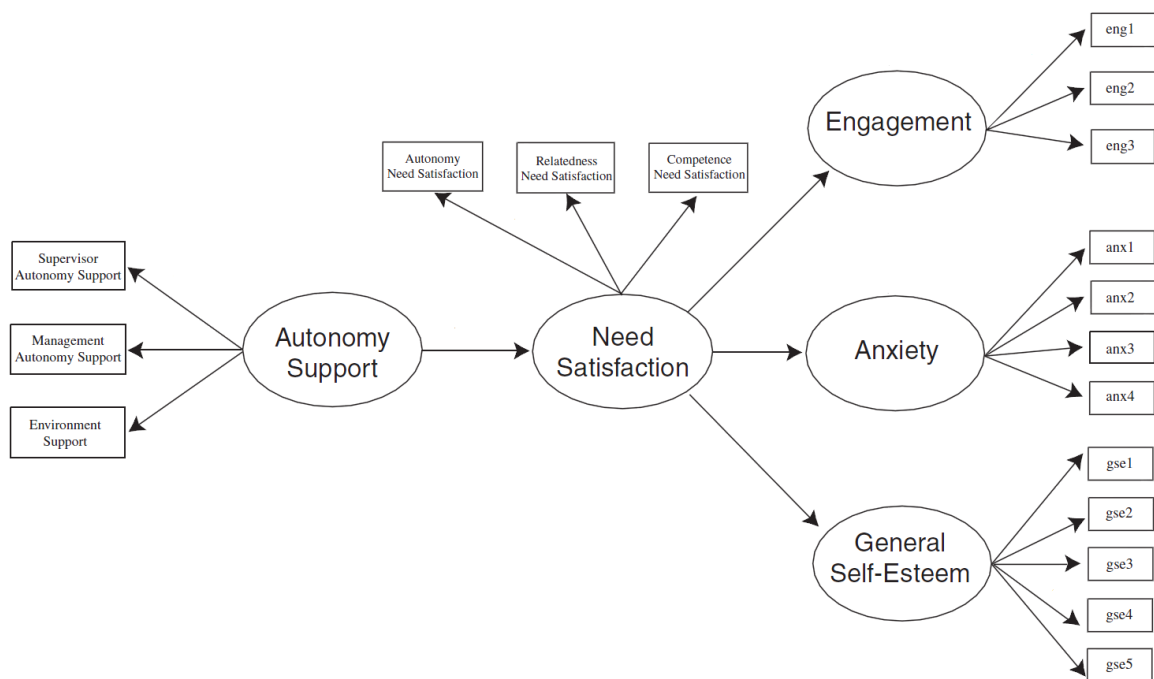 eng1
eng2
eng3
Engagement
Autonomy
Need Satisfaction
Relatedness
Need Satisfaction
Competence
Need Satisfaction
Supervisor
Autonomy Support
Management
Autonomy Support
Environment
Support
Autonomy
Support
Need
Satisfaction
Anxiety
anx1
anx2
anx3
anx4
General
Self-Esteem
gse1
gse2
gse3
gse4
gse5